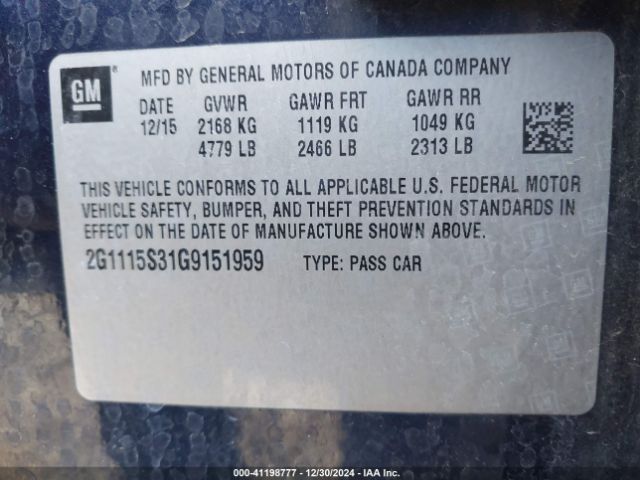 GM
MFD BY GENERAL MOTORS OF CANADA COMPANY
DATE GVWR GAWR FRT GAWR RR
12/15 2168 KG 1119 KG 1049 KG
4779 LB 2466 LB 2313 LB
THIS VEHICLE CONFORMS TO ALL APPLICABLE U.S. FEDERAL MOTOR
VEHICLE SAFETY, BUMPER, AND THEFT PREVENTION STANDARDS IN
EFFECT ON THE DATE OF MANUFACTURE SHOWN ABOVE.
2G1115S31G9151959 TYPE: PASS CAR
000-41198777 - 12/30/2024 - IAA Inc.